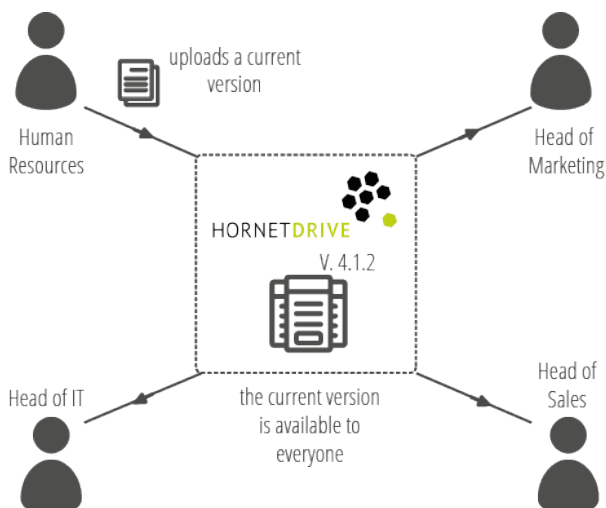 uploads a current
version
Human
Resources
Head of
Marketing
HORNETDRIVE
V. 4.1.2
Head of IT
the current version
is available to
everyone
Head of
Sales